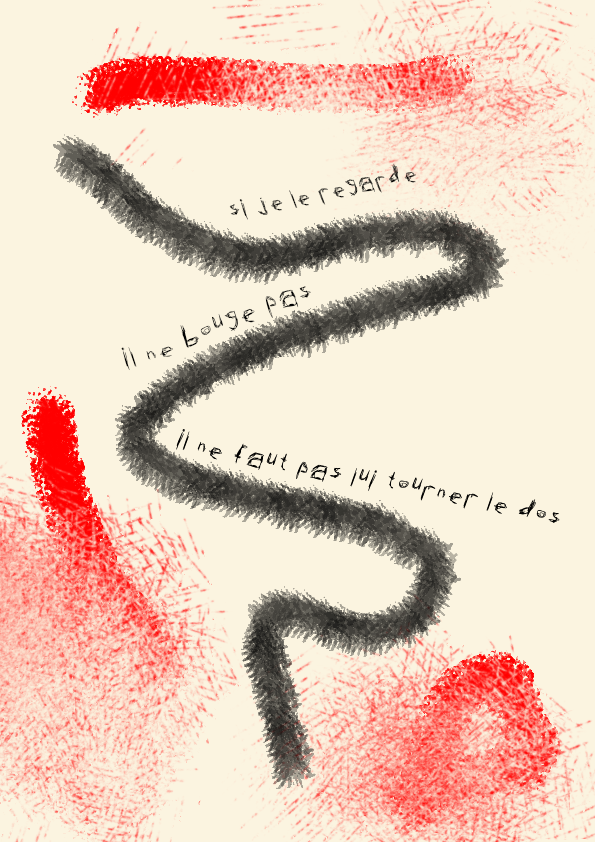 si je le regarde
il ne bouge pas
il ne faut pas lui tourner le dos